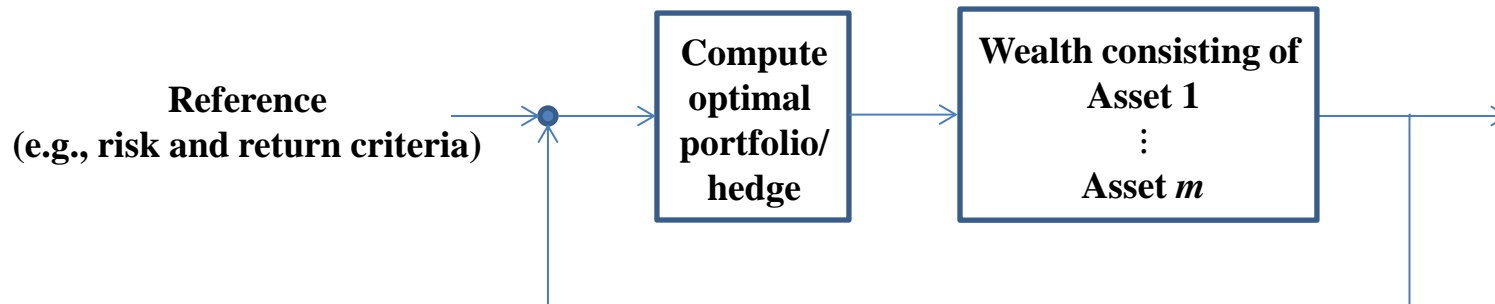 Reference
(e.g., risk and return criteria)
Compute
optimal
portfolio/
hedge
Wealth consisting of
Asset 1
⋮
Asset m